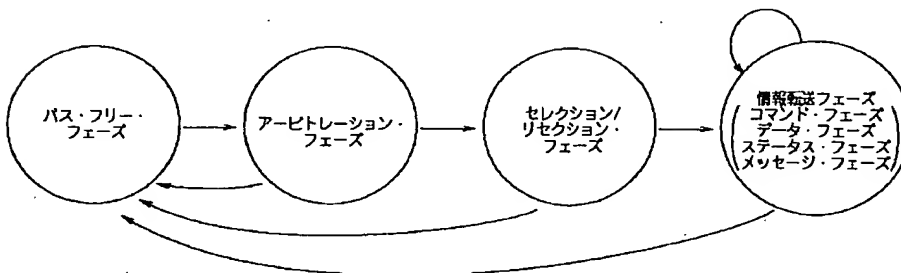 バス・フリー・
フェーズ
アービトレーション・
フェーズ
セレクション/
リセクション・
フェーズ
情報転送フェーズ
コマンド・フェーズ
データ・フェーズ
ステータス・フェーズ
メッセージ・フェーズ